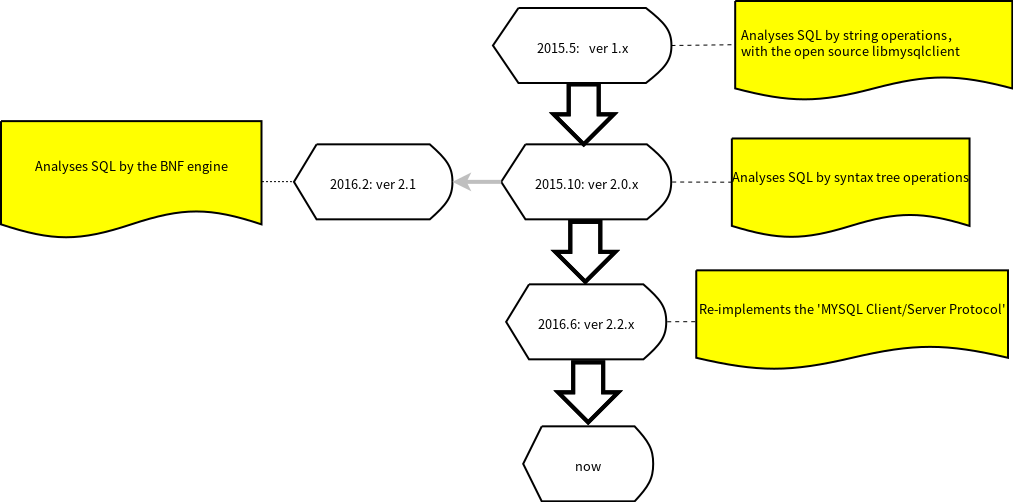 2015.5: ver 1.x
Analyses SQL by string operations,
with the open source libmysqlclient
Analyses SQL by the BNF engine
2016.2: ver 2.1
2015.10: ver 2.0.x
Analyses SQL by syntax tree operations
2016.6: ver 2.2.x
Re-implements the 'MYSQL Client/Server Protocol'
now